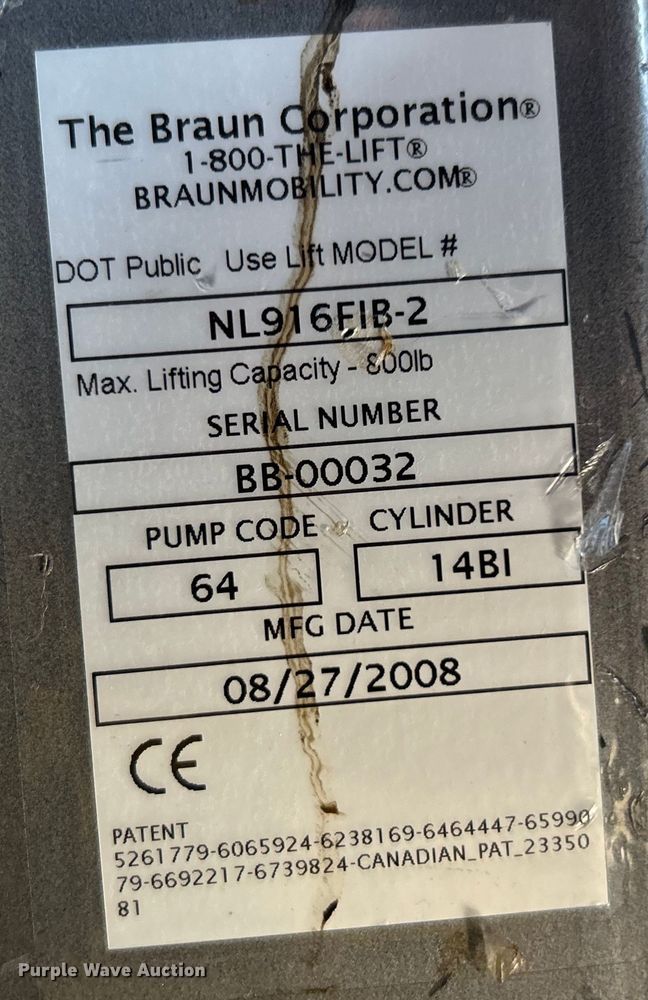 The Braun Corporation®
1-800-THE-LIFT®
BRAUNMOBILITY.COM®
DOT Public Use Lift MODEL #
NL916FIB-2
Max. Lifting Capacity - 800lb
SERIAL NUMBER
BB-00032
PUMP CODE CYLINDER
64 14BI
MFG DATE
08/27/2008
CE
PATENT
5261779-6065924-6238169-6464447-65990
79-6692217-6739824-CANADIAN_PAT_23350
81
Purple Wave Auction